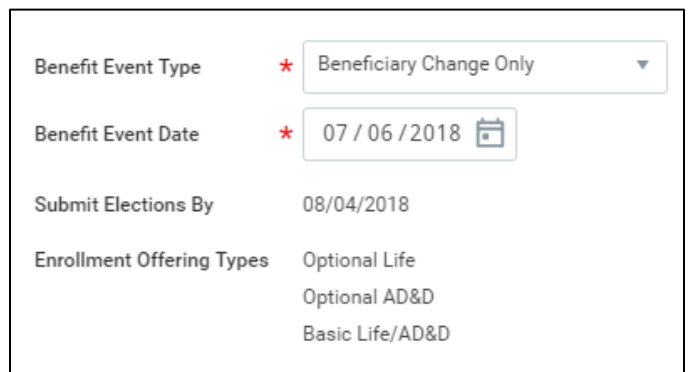 Benefit Event Type * Beneficiary Change Only
Benefit Event Date * 07 / 06 / 2018
Submit Elections By 08/04/2018
Enrollment Offering Types Optional Life
Optional AD&D
Basic Life/AD&D